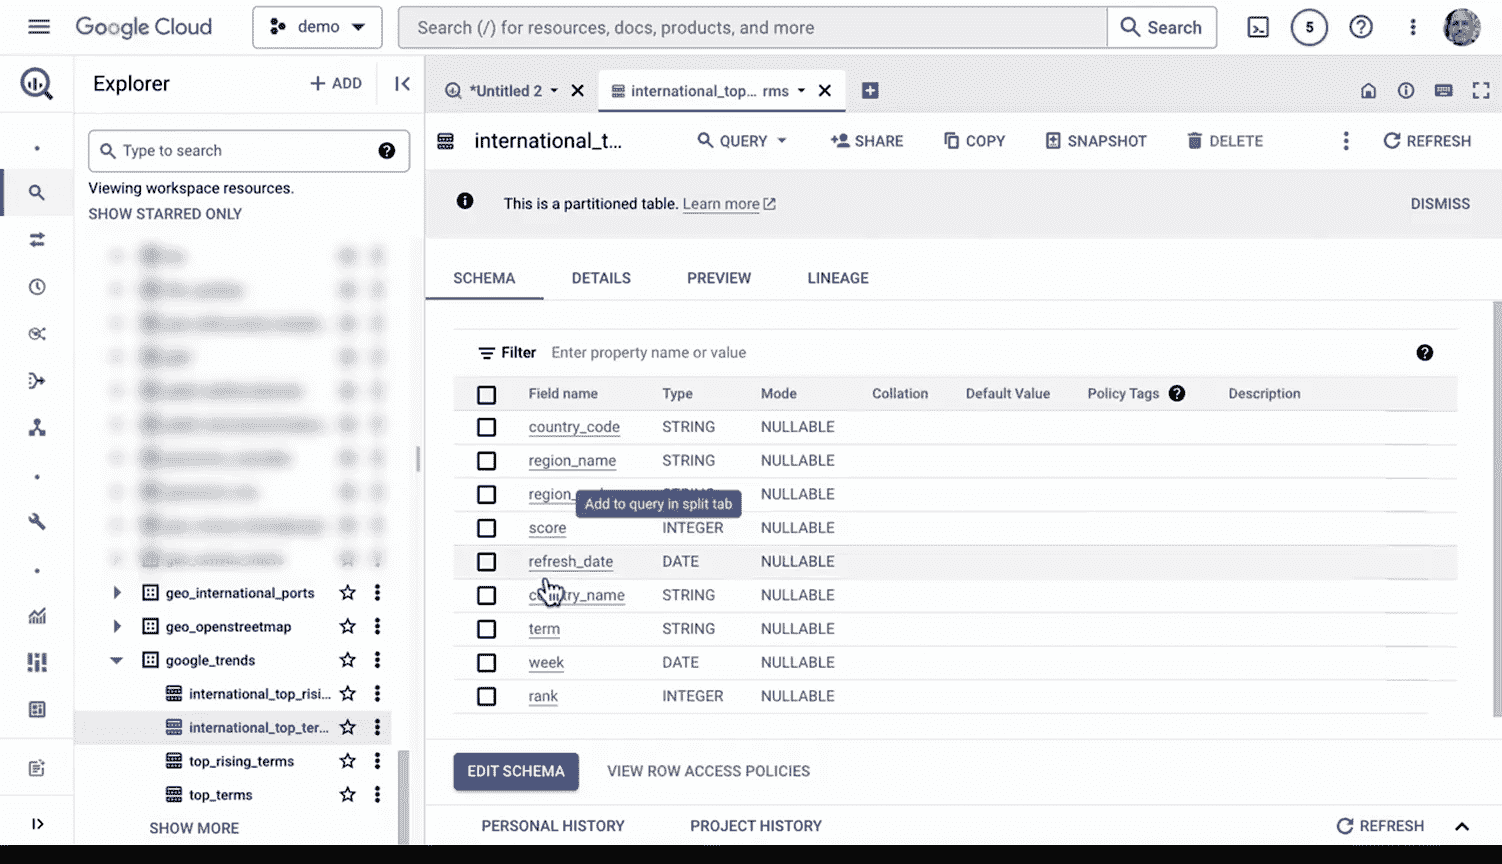 Google Cloud
demo
Search (/) for resources, docs, products, and more
Search
5
Explorer
+ ADD
*Untitled 2
international_top... rms
Type to search
Viewing workspace resources.
SHOW STARRED ONLY
international_t...
QUERY
SHARE
COPY
SNAPSHOT
DELETE
REFRESH
This is a partitioned table. Learn more
DISMISS
SCHEMA
DETAILS
PREVIEW
LINEAGE
Filter
Enter property name or value
Field name Type Mode Collation Default Value Policy Tags Description
country_code STRING NULLABLE
region_name STRING NULLABLE
region_ NULLABLE
Add to query in split tab
score INTEGER NULLABLE
refresh_date DATE NULLABLE
STRING NULLABLE
term STRING NULLABLE
week DATE NULLABLE
rank INTEGER NULLABLE
geo_international_ports
geo_openstreetmap
google_trends
international_top_risi...
international_top_ter...
top_rising_terms
top_terms
SHOW MORE
EDIT SCHEMA
VIEW ROW ACCESS POLICIES
PERSONAL HISTORY
PROJECT HISTORY
REFRESH